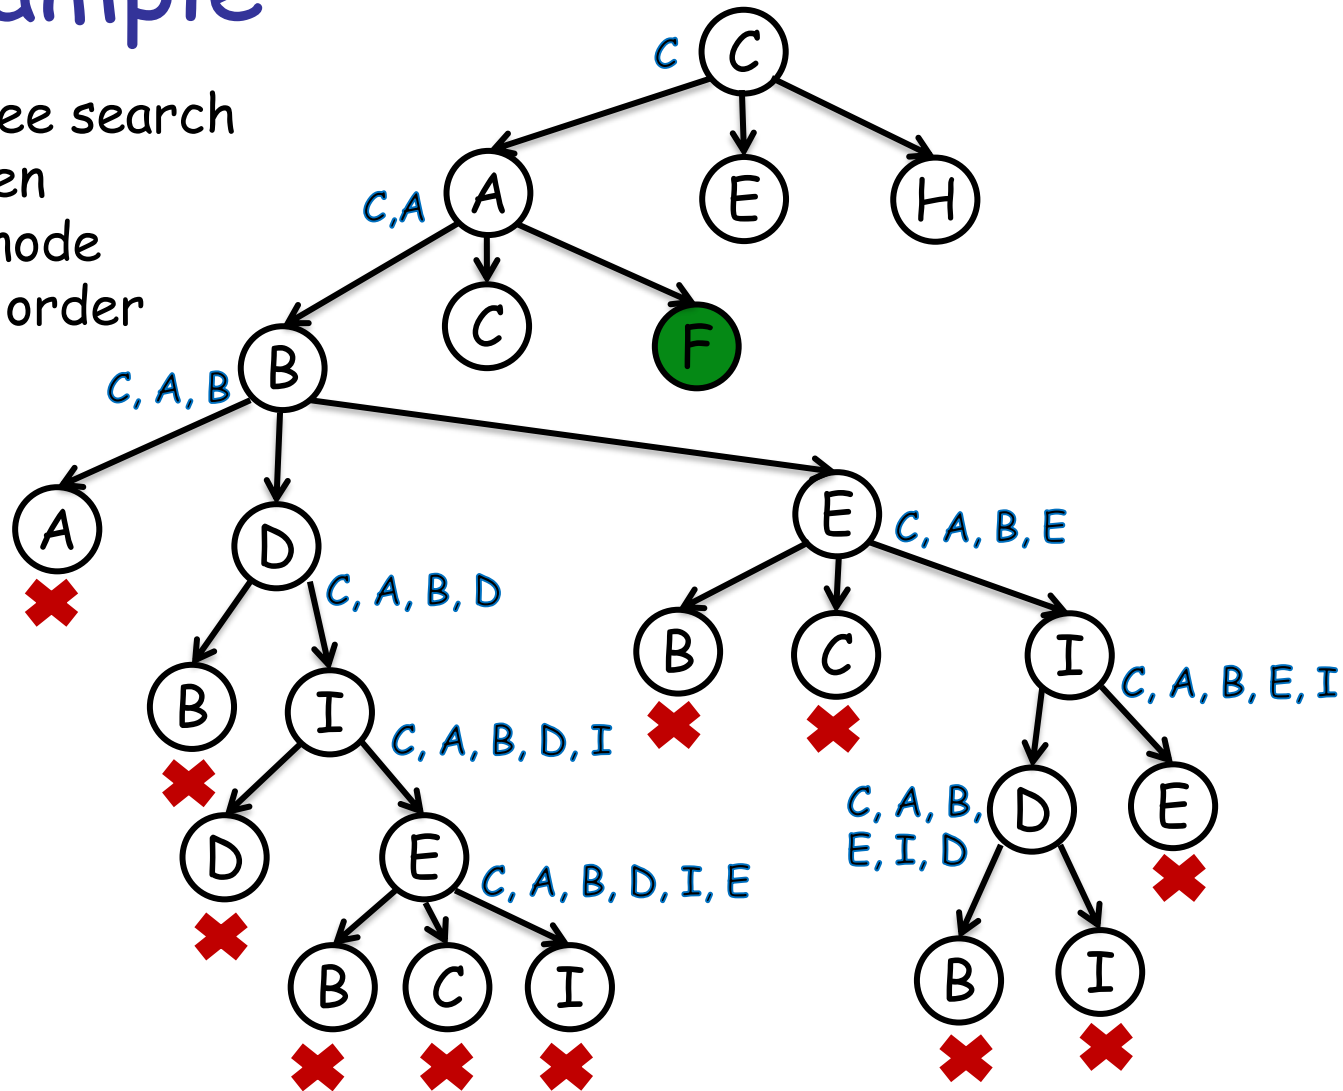 ample
ee search
en
node
order
C
C
A
E
H
C,A
B
C
F
C, A, B
A
D
E
C, A, B, E
C, A, B, D
B
I
C, A, B, D, I
B
C
I
C, A, B, E, I
D
E
C, A, B, D, I, E
C, A, B,
E, I, D
D
E
B
C
I
B
I